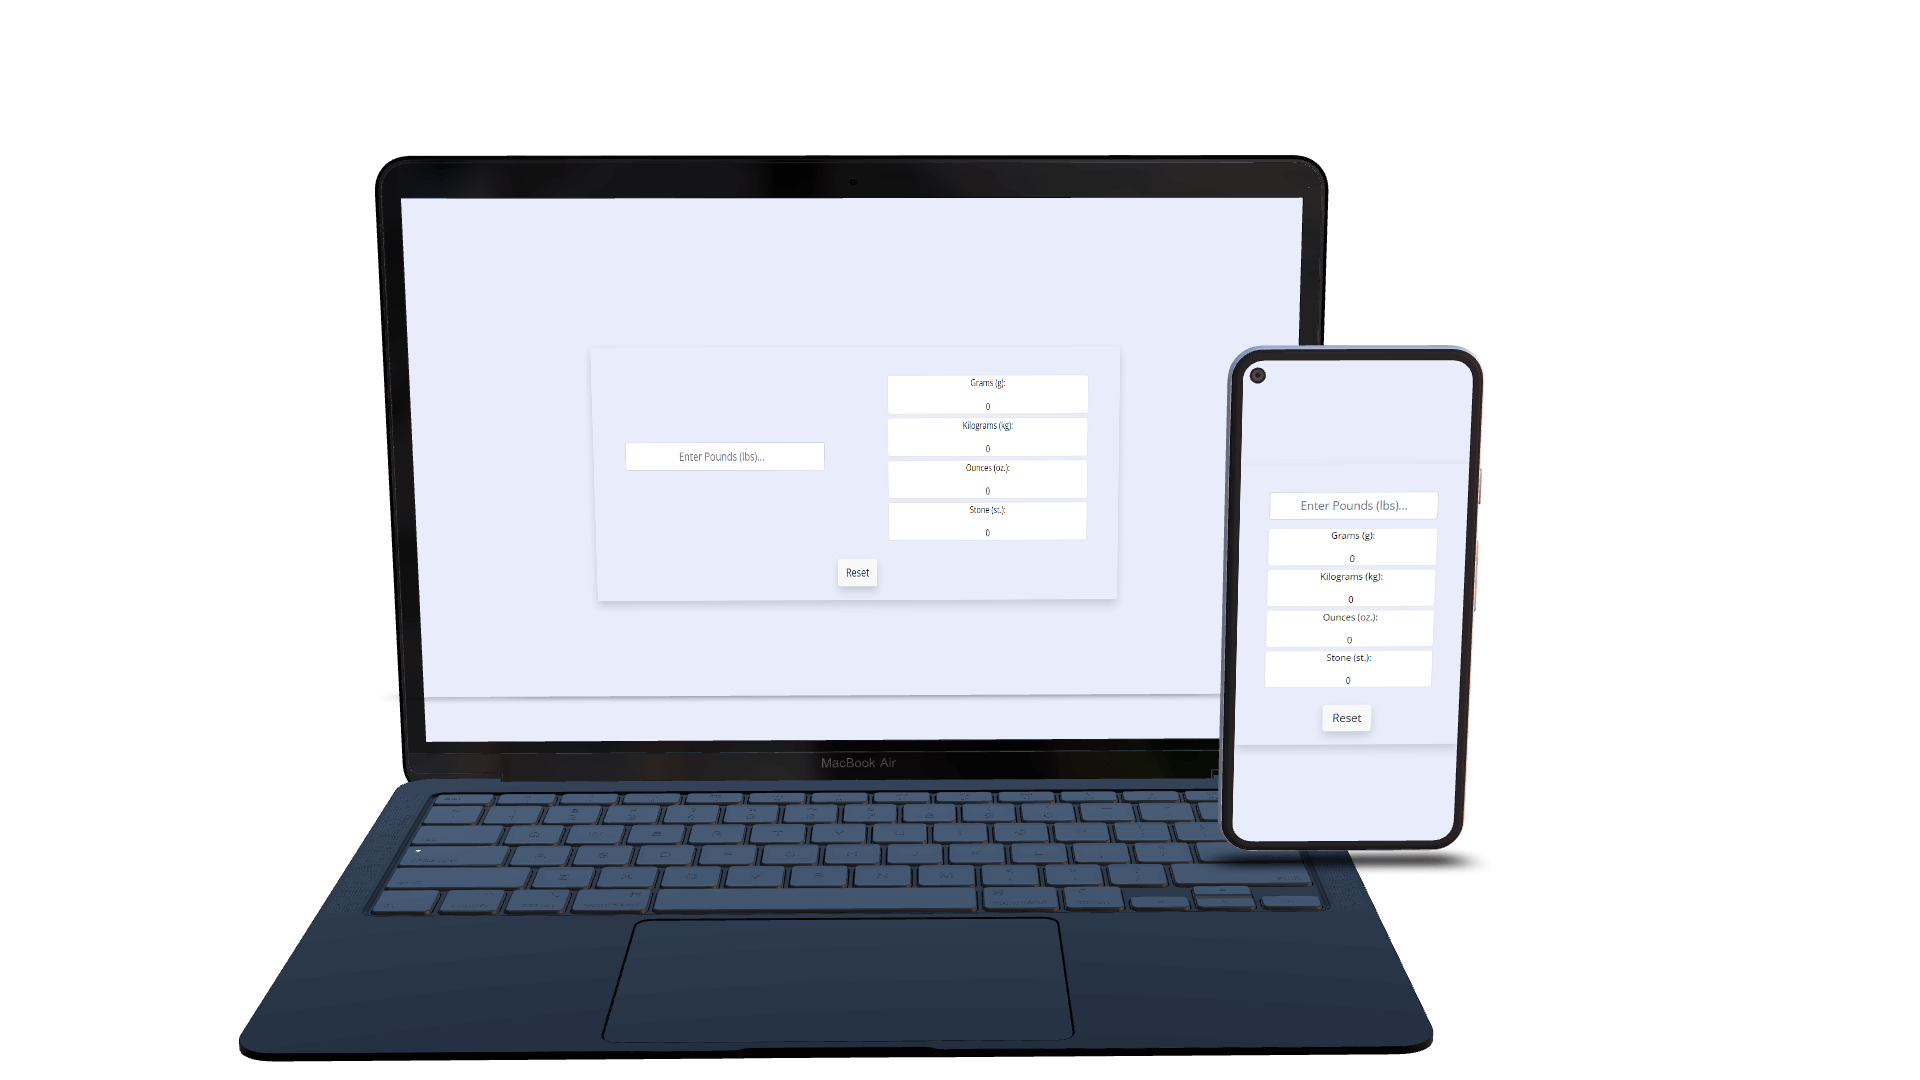 Enter Pounds (lbs)...
Grams (g):
0
Kilograms (kg):
0
Ounces (oz.):
0
Stone (st.):
0
Reset
MacBook Air
Enter Pounds (lbs)...
Grams (g):
0
Kilograms (kg):
0
Ounces (oz.):
0
Stone (st.):
0
Reset